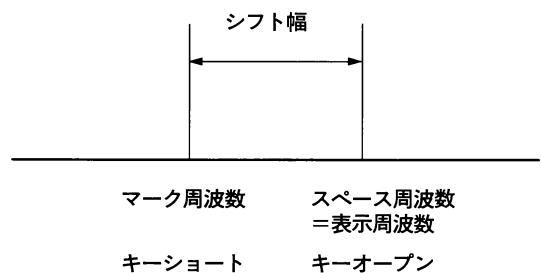 シフト幅
マーク周波数
スペース周波数
＝表示周波数
キーショート
キーオープン